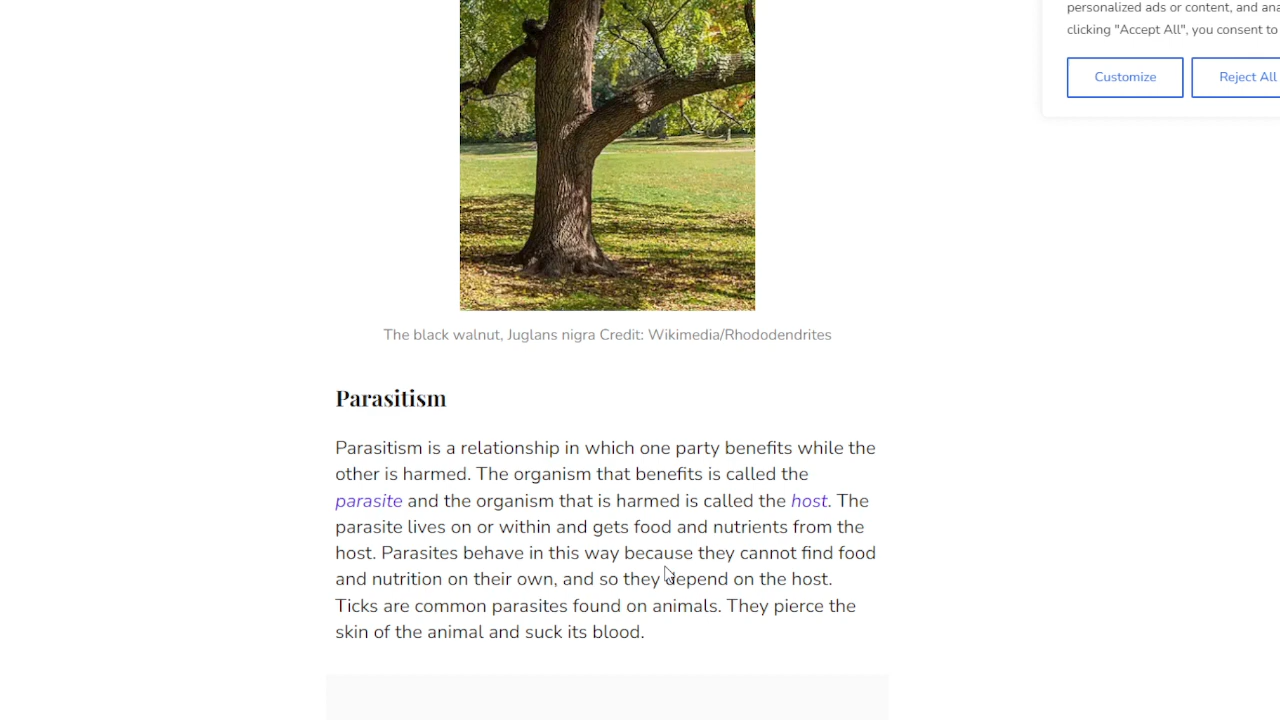 personalized ads or content, and ana
clicking "Accept All", you consent to
Customize
Reject All
The black walnut, Juglans nigra Credit: Wikimedia/Rhododendrites
Parasitism
Parasitism is a relationship in which one party benefits while the
other is harmed. The organism that benefits is called the
parasite and the organism that is harmed is called the host. The
parasite lives on or within and gets food and nutrients from the
host. Parasites behave in this way because they cannot find food
and nutrition on their own, and so they depend on the host.
Ticks are common parasites found on animals. They pierce the
skin of the animal and suck its blood.